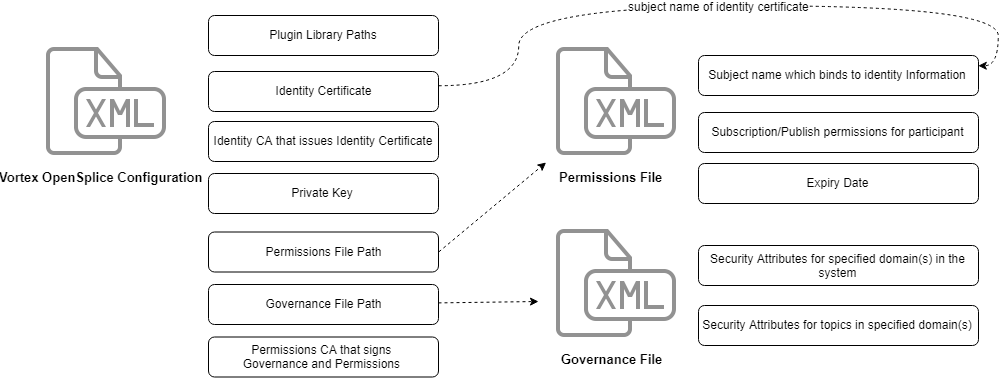 subject name of identity certificate
Plugin Library Paths
Identity Certificate
Identity CA that issues Identity Certificate
Private Key
Permissions File Path
Governance File Path
Permissions CA that signs
Governance and Permissions
XML
Vortex OpenSplice Configuration
XML
Permissions File
Subject name which binds to identity Information
Subscription/Publish permissions for participant
Expiry Date
XML
Governance File
Security Attributes for specified domain(s) in the
system
Security Attributes for topics in specified domain(s)